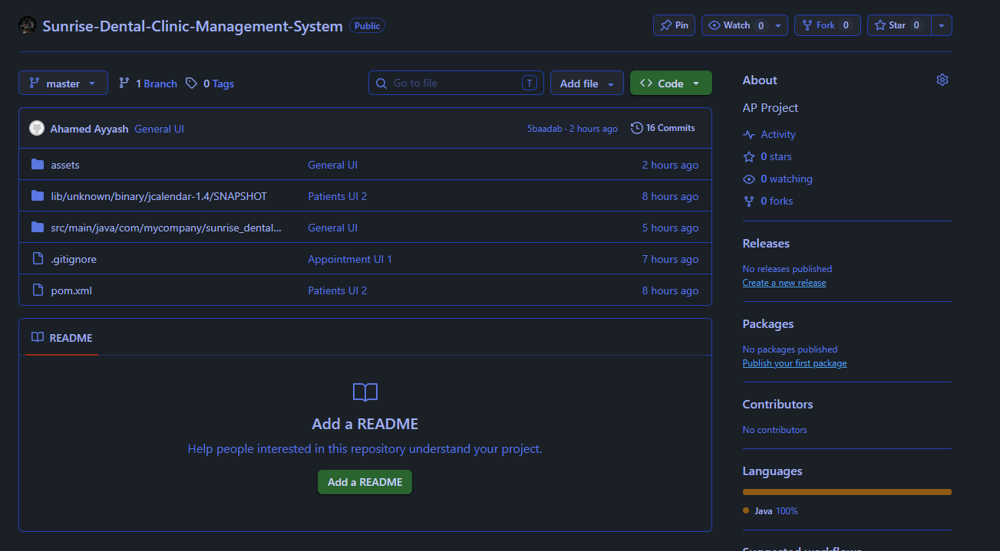 Sunrise-Dental-Clinic-Management-System Public Pin Watch 0 Fork 0 Star 0
master 1 Branch 0 Tags Go to file T Add file Code
Ahamed Ayyash General UI 5baadab · 2 hours ago 16 Commits
assets General UI 2 hours ago
lib/unknown/binary/jcalendar-1.4/SNAPSHOT Patients UI 2 8 hours ago
src/main/java/com/mycompany/sunrise_dental... General UI 5 hours ago
.gitignore Appointment UI 1 7 hours ago
pom.xml Patients UI 2 8 hours ago
README
Add a README
Help people interested in this repository understand your project.
Add a README
About
AP Project
Activity
0 stars
0 watching
0 forks
Releases
No releases published
Create a new release
Packages
No packages published
Publish your first package
Contributors
No contributors
Languages
Java 100%
Suggested workflows